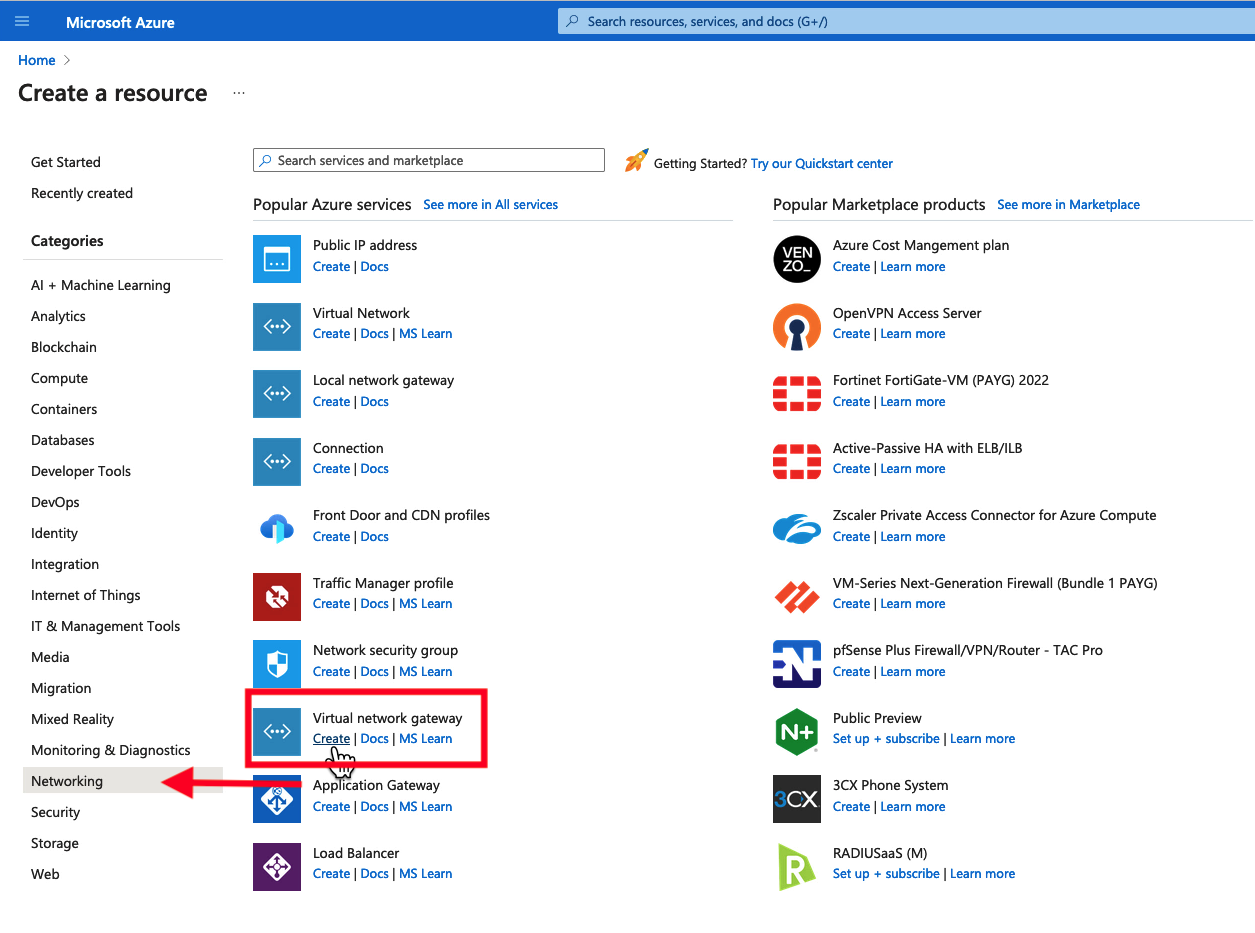 Microsoft Azure
Search resources, services, and docs (G+/)
Home
Create a resource
...
Get Started
Recently created
Categories
AI + Machine Learning
Analytics
Blockchain
Compute
Containers
Databases
Developer Tools
DevOps
Identity
Integration
Internet of Things
IT & Management Tools
Media
Migration
Mixed Reality
Monitoring & Diagnostics
Networking
Security
Storage
Web
Search services and marketplace
Getting Started? Try our Quickstart center
Popular Azure services See more in All services
Public IP address
Create | Docs
Virtual Network
Create | Docs | MS Learn
Local network gateway
Create | Docs
Connection
Create | Docs
Front Door and CDN profiles
Create | Docs
Traffic Manager profile
Create | Docs | MS Learn
Network security group
Create | Docs | MS Learn
Virtual network gateway
Create | Docs | MS Learn
Application Gateway
Create | Docs | MS Learn
Load Balancer
Create | Docs | MS Learn
Popular Marketplace products See more in Marketplace
VEN
ZO_
Azure Cost Mangement plan
Create | Learn more
OpenVPN Access Server
Create | Learn more
Fortinet FortiGate-VM (PAYG) 2022
Create | Learn more
Active-Passive HA with ELB/ILB
Create | Learn more
Zscaler Private Access Connector for Azure Compute
Create | Learn more
VM-Series Next-Generation Firewall (Bundle 1 PAYG)
Create | Learn more
N
pfSense Plus Firewall/VPN/Router - TAC Pro
Create | Learn more
N+
Public Preview
Set up + subscribe | Learn more
3CX
3CX Phone System
Create | Learn more
R
RADIUSaaS (M)
Set up + subscribe | Learn more